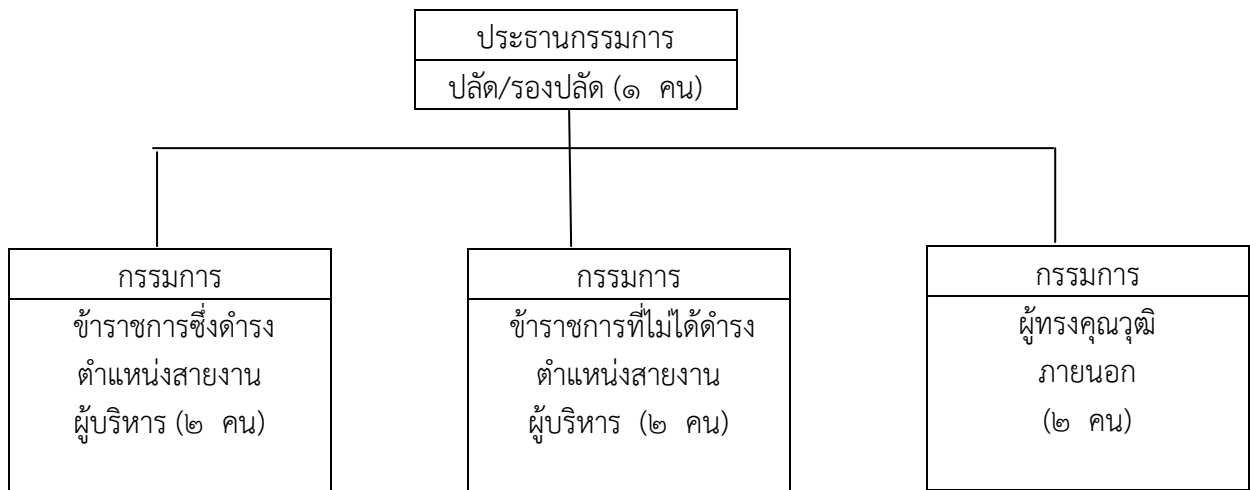 ประธานกรรมการ
ปลัด/รองปลัด (๑ คน)
กรรมการ
ข้าราชการซึ่งดำรง
ตำแหน่งสายงาน
ผู้บริหาร (๒ คน)
กรรมการ
ข้าราชการที่ไม่ได้ดำรง
ตำแหน่งสายงาน
ผู้บริหาร (๒ คน)
กรรมการ
ผู้ทรงคุณวุฒิ
ภายนอก
(๒ คน)